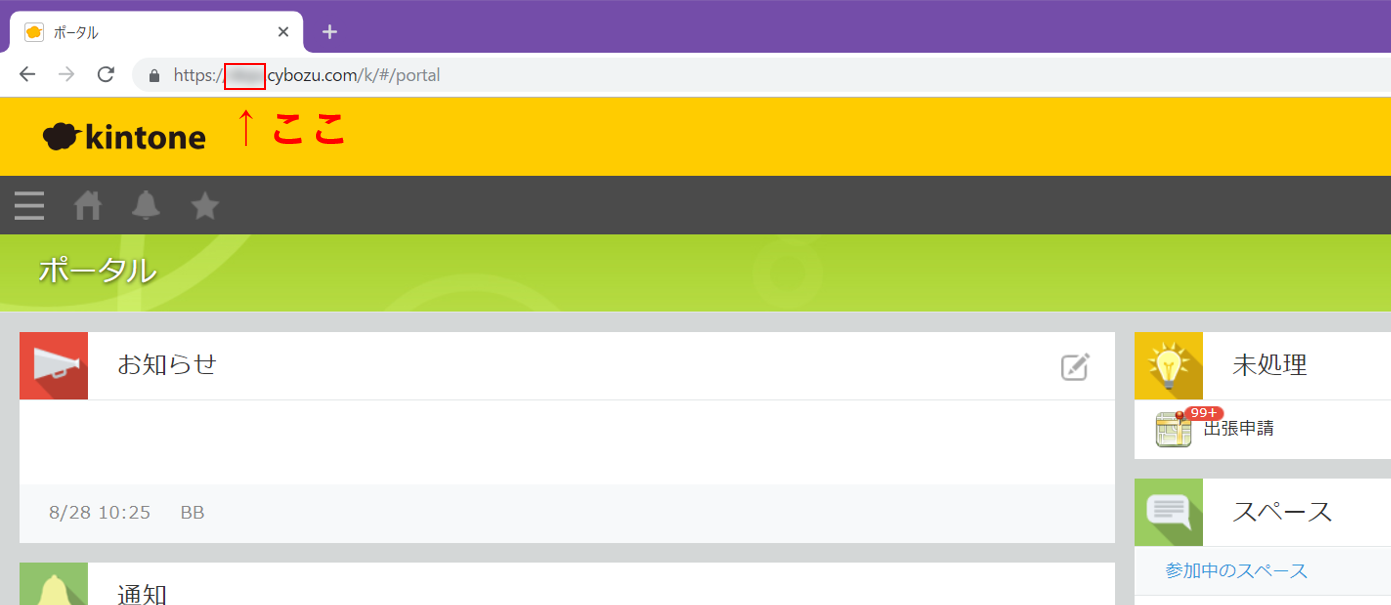 ポータル
https://cybozu.com/k/#/portal
kintone
↑ ここ
ポータル
お知らせ
8/28 10:25 BB
通知
未処理
99+
出張申請
スペース
参加中のスペース